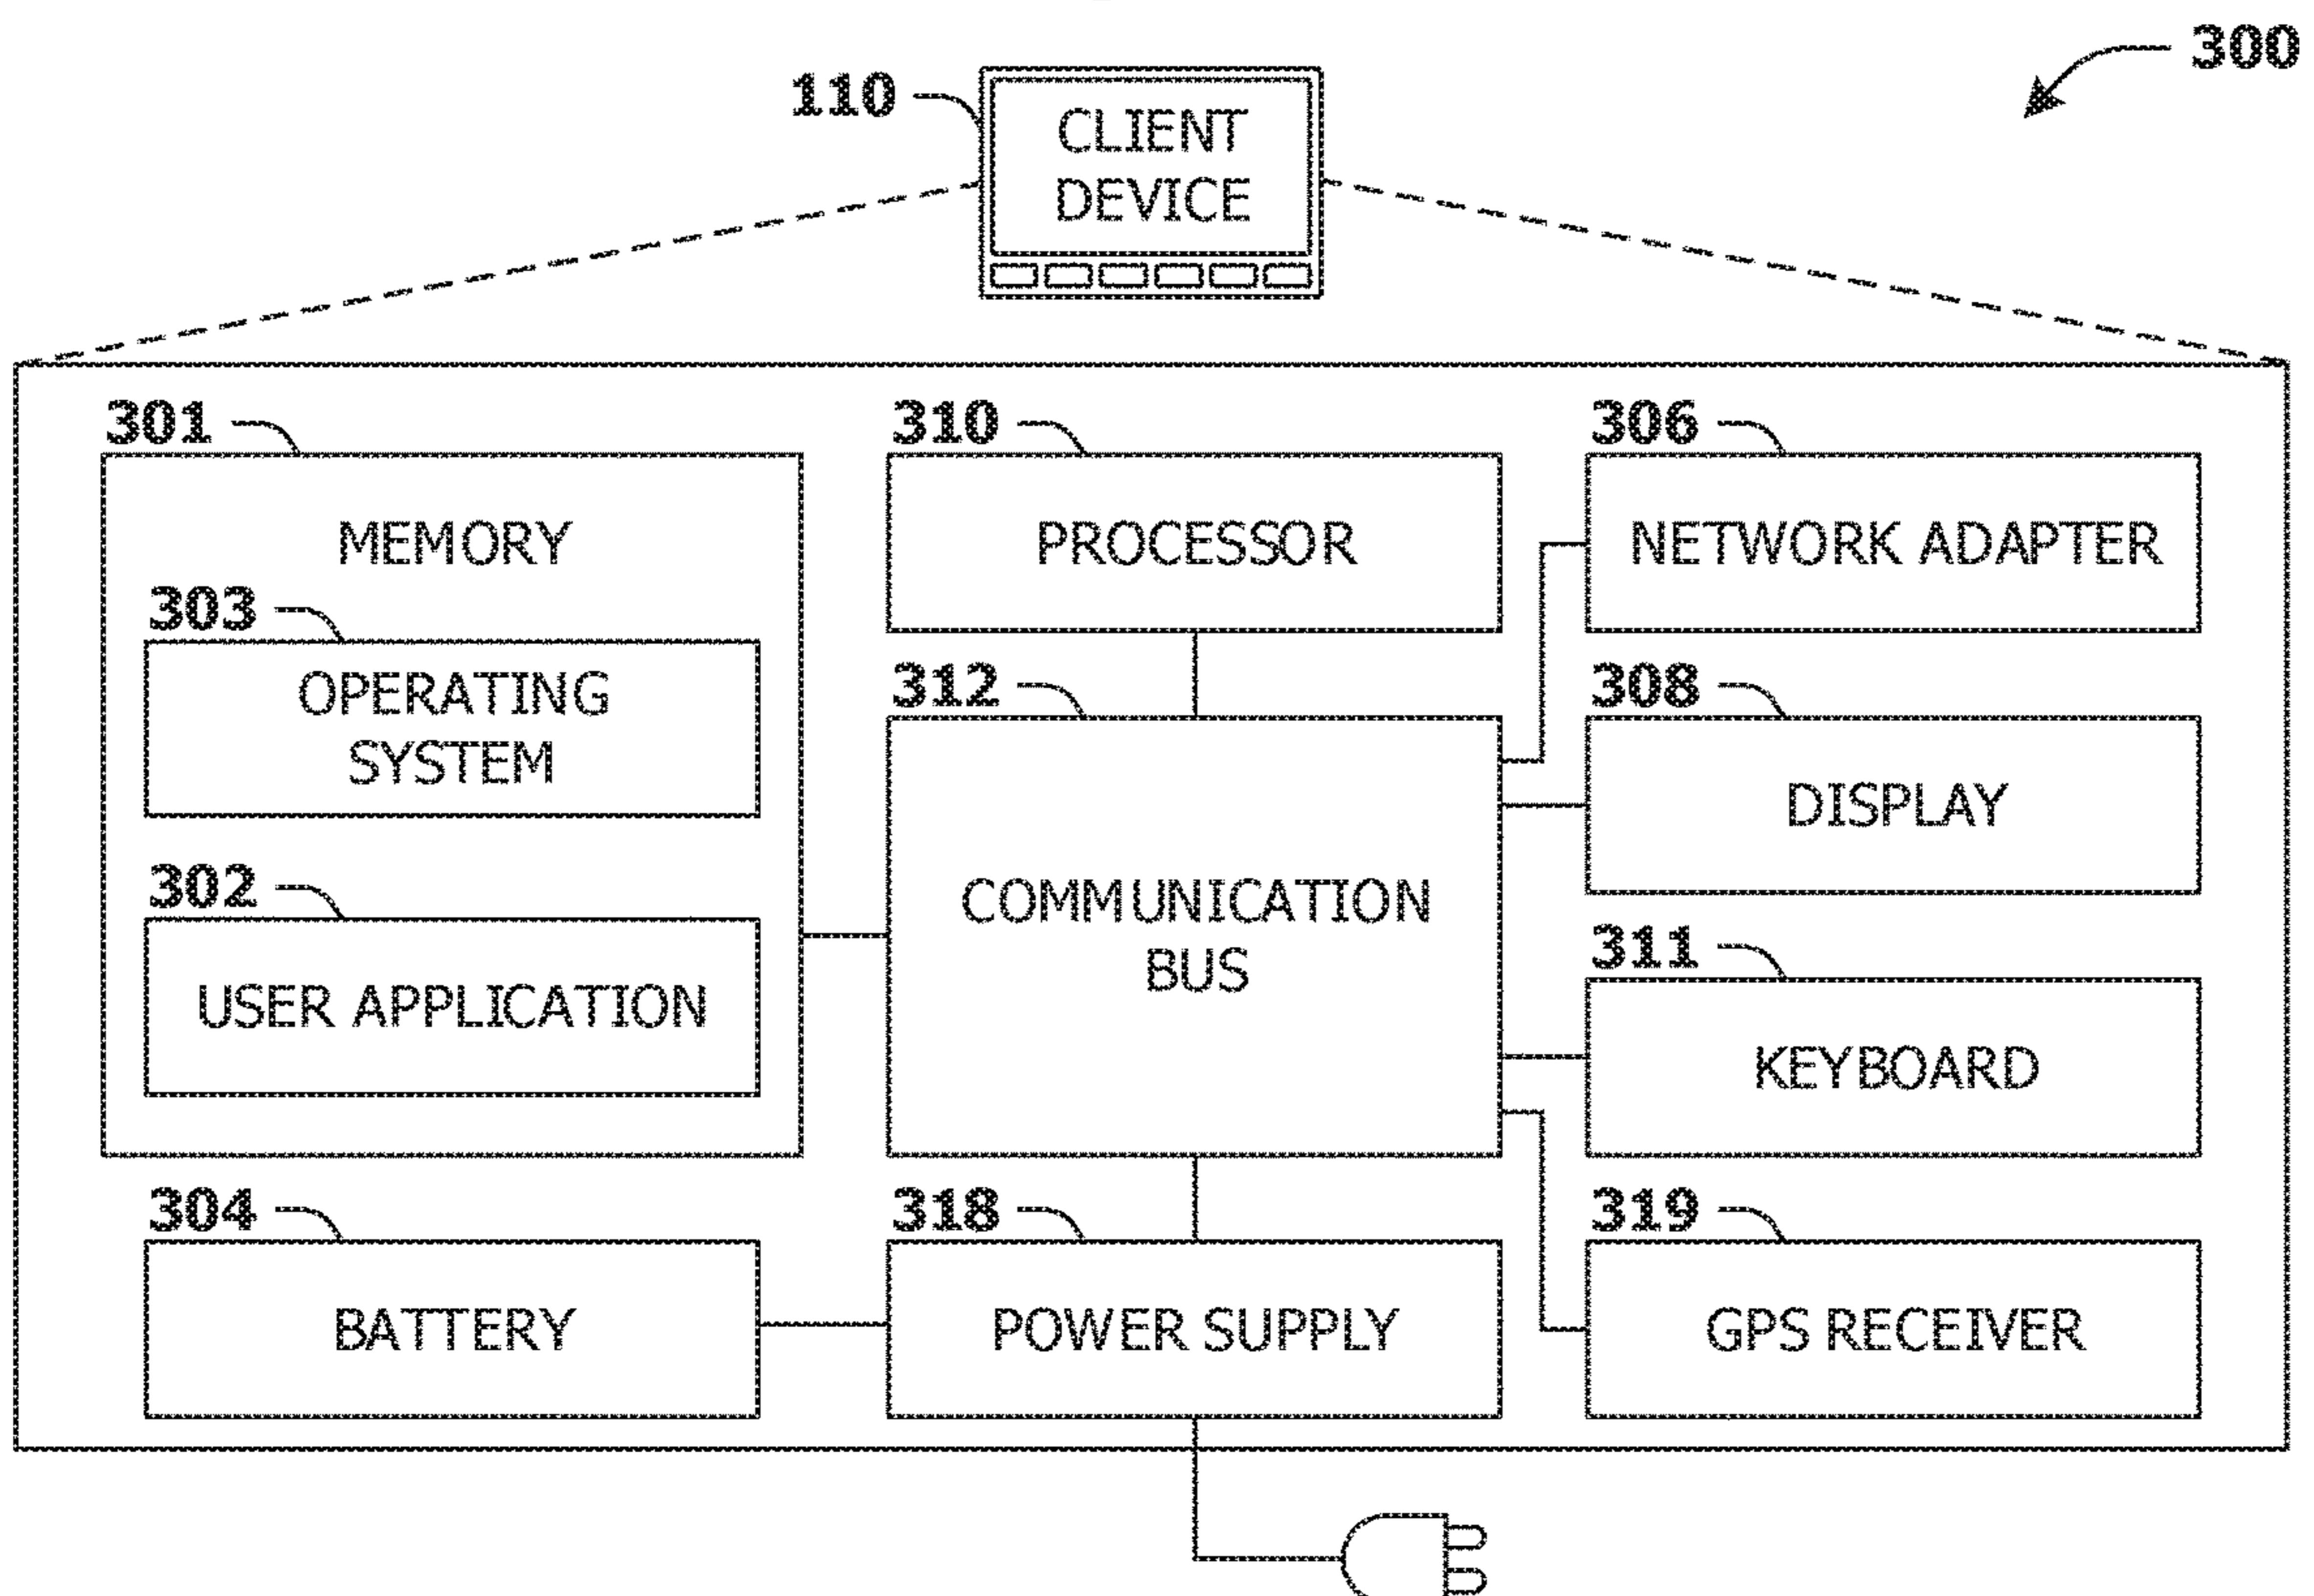 300
110
CLIENT
DEVICE
301
310
306
MEMORY
PROCESSOR
NETWORK ADAPTER
303
OPERATING
SYSTEM
312
308
COMMUNICATION
BUS
DISPLAY
302
USER APPLICATION
311
KEYBOARD
304
318
319
BATTERY
POWER SUPPLY
GPS RECEIVER